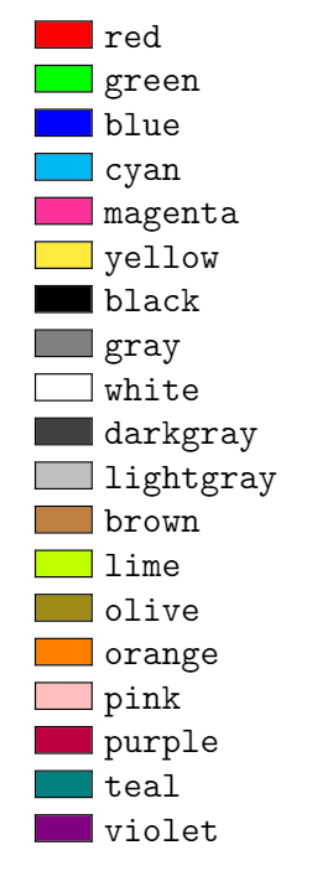 red
green
blue
cyan
magenta
yellow
black
gray
white
darkgray
lightgray
brown
lime
olive
orange
pink
purple
teal
violet